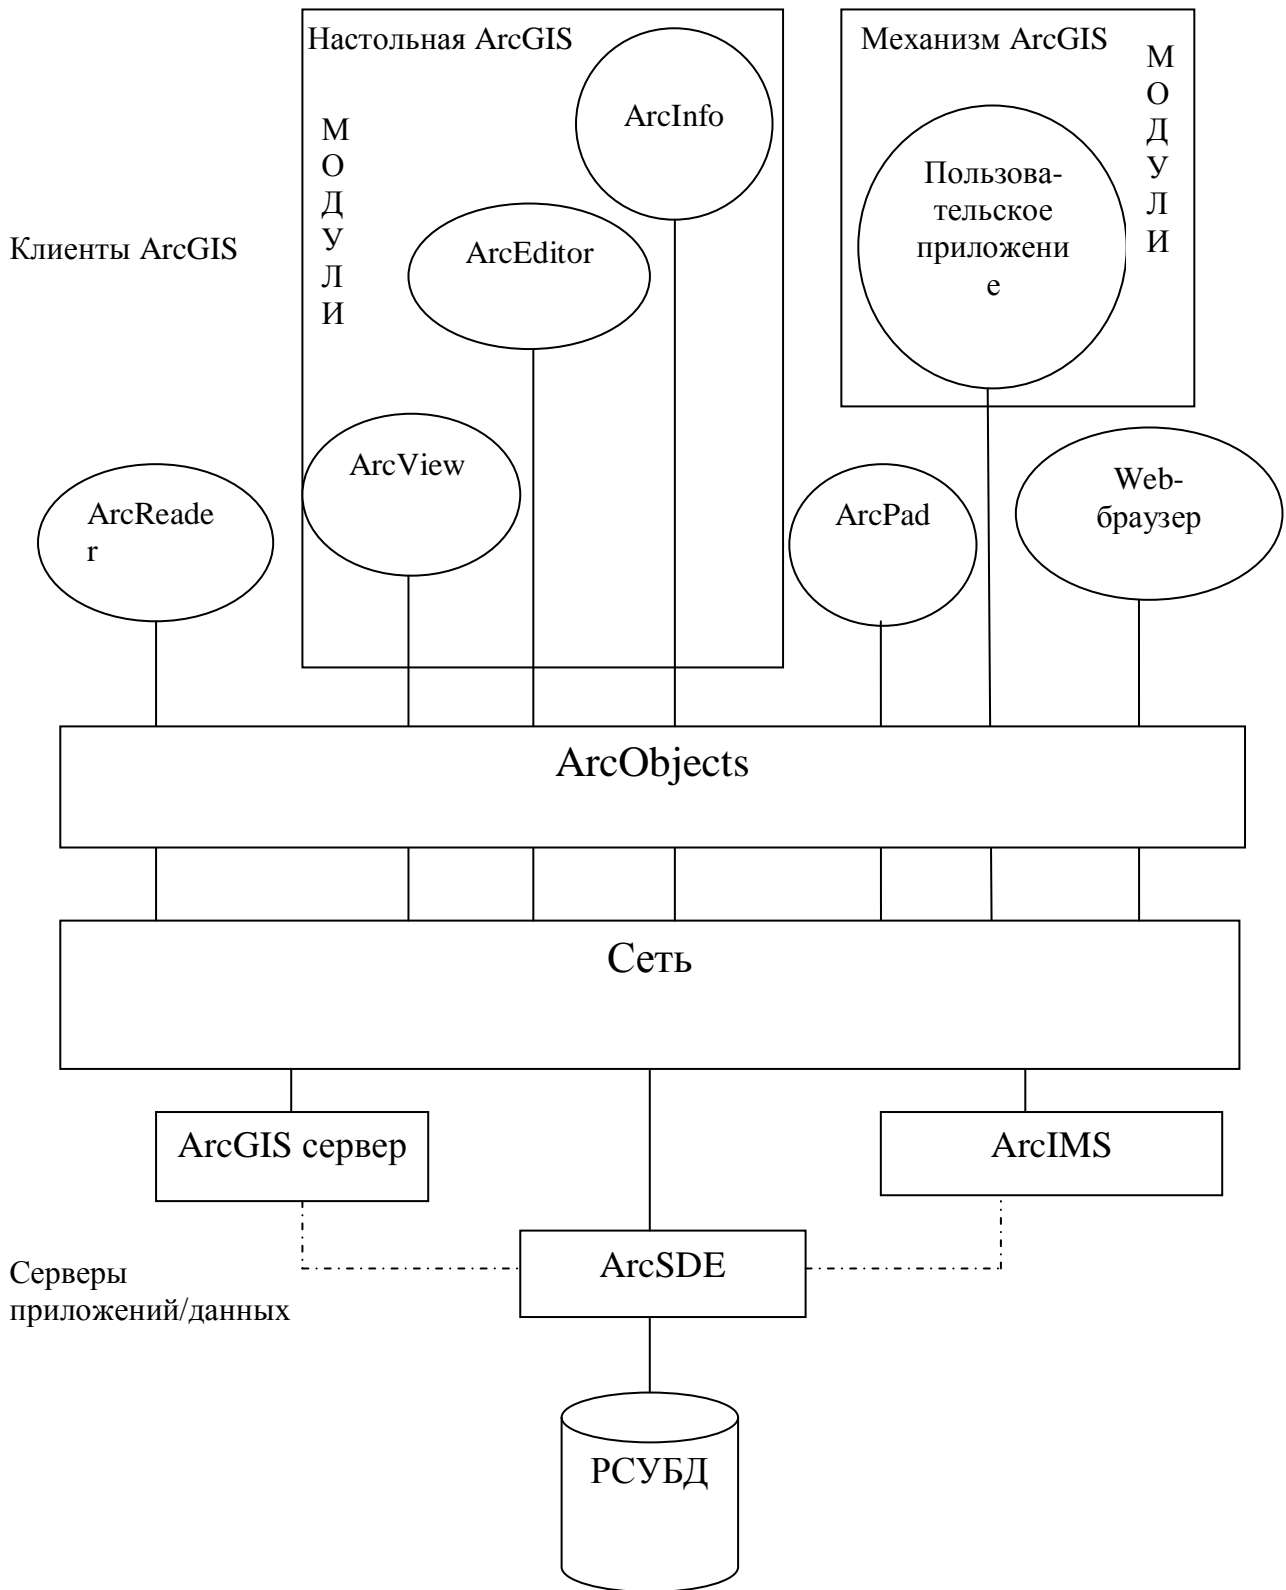 Настольная ArcGIS
Механизм ArcGIS
М
О
Д
У
Л
И
ArcInfo
М
О
Д
У
Л
И
Пользова-
тельское
приложени
е
Клиенты ArcGIS
ArcEditor
ArcView
ArcReade
r
ArcPad
Web-
браузер
ArcObjects
Сеть
ArcGIS сервер
ArcIMS
ArcSDE
Серверы
приложений/данных
РСУБД